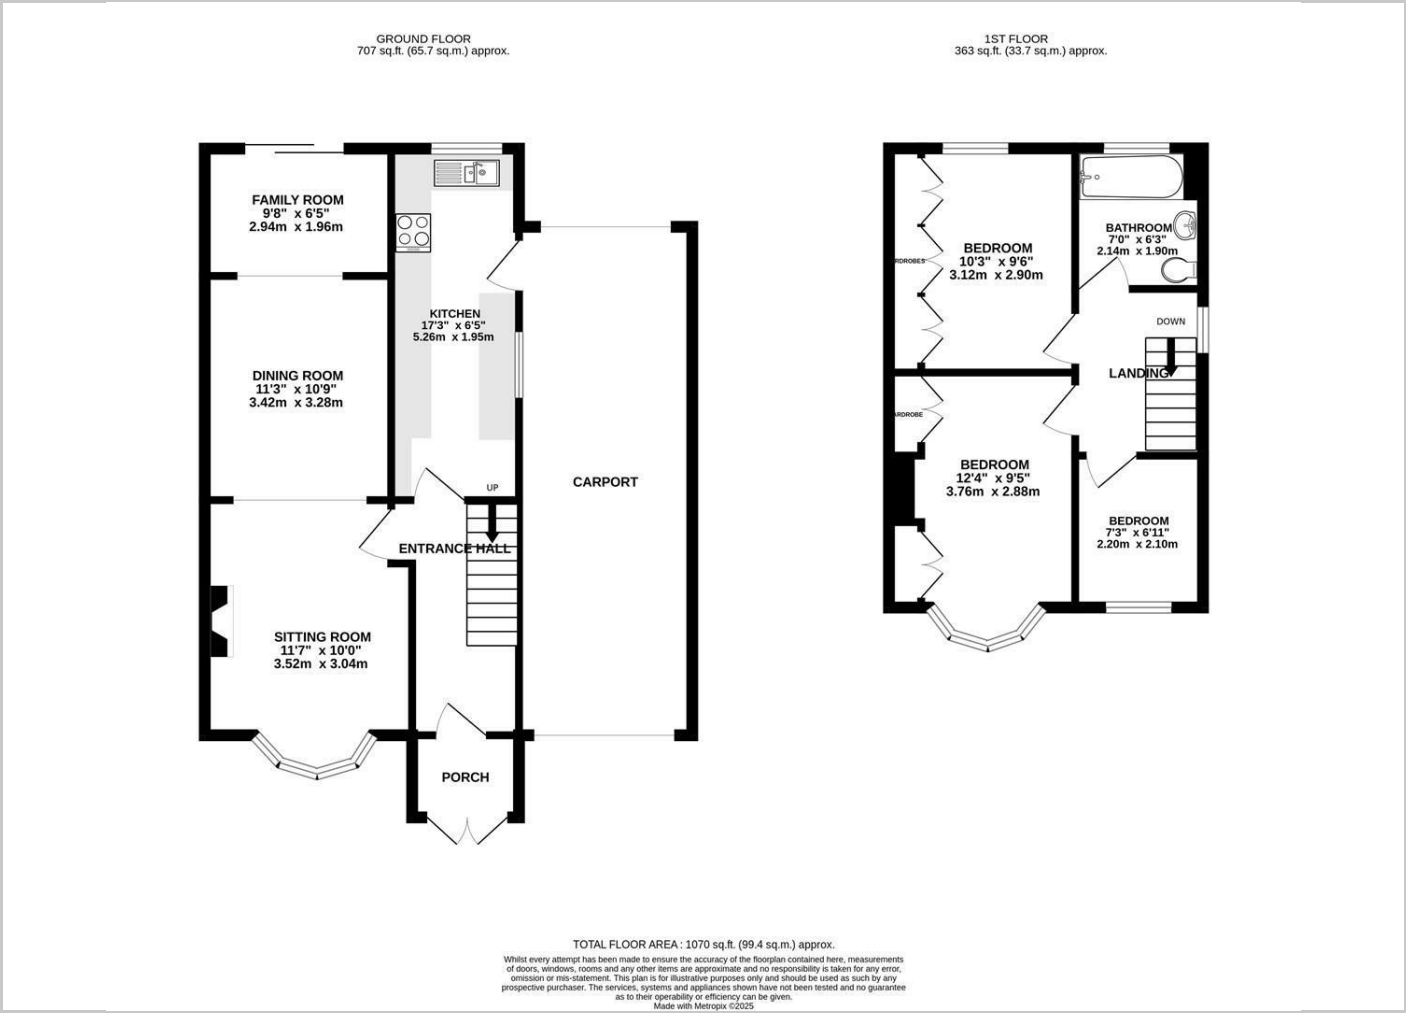 GROUND FLOOR
707 sq.ft. (65.7 sq.m.) approx.
1ST FLOOR
363 sq.ft. (33.7 sq.m.) approx.
FAMILY ROOM
9'8" x 6'5"
2.94m x 1.96m
KITCHEN
17'3" x 6'5"
5.26m x 1.95m
DINING ROOM
11'3" x 10'9"
3.42m x 3.28m
UP
CARPORT
ENTRANCE HALL
SITTING ROOM
11'7" x 10'0"
3.52m x 3.04m
PORCH
BEDROOM
10'3" x 9'6"
3.12m x 2.90m
RDROBES
BATHROOM
7'0" x 6'3"
2.14m x 1.90m
DOWN
LANDING
ARDROBE
BEDROOM
12'4" x 9'5"
3.76m x 2.88m
BEDROOM
7'3" x 6'11"
2.20m x 2.10m
TOTAL FLOOR AREA : 1070 sq.ft. (99.4 sq.m.) approx.
Whilst every attempt has been made to ensure the accuracy of the floorplan contained here, measurements
of doors, windows, rooms and any other items are approximate and no responsibility is taken for any error,
omission or mis-statement. This plan is for illustrative purposes only and should be used as such by any
prospective purchaser. The services, systems and appliances shown have not been tested and no guarantee
as to their operability or efficiency can be given.
Made with Metropix ©2025